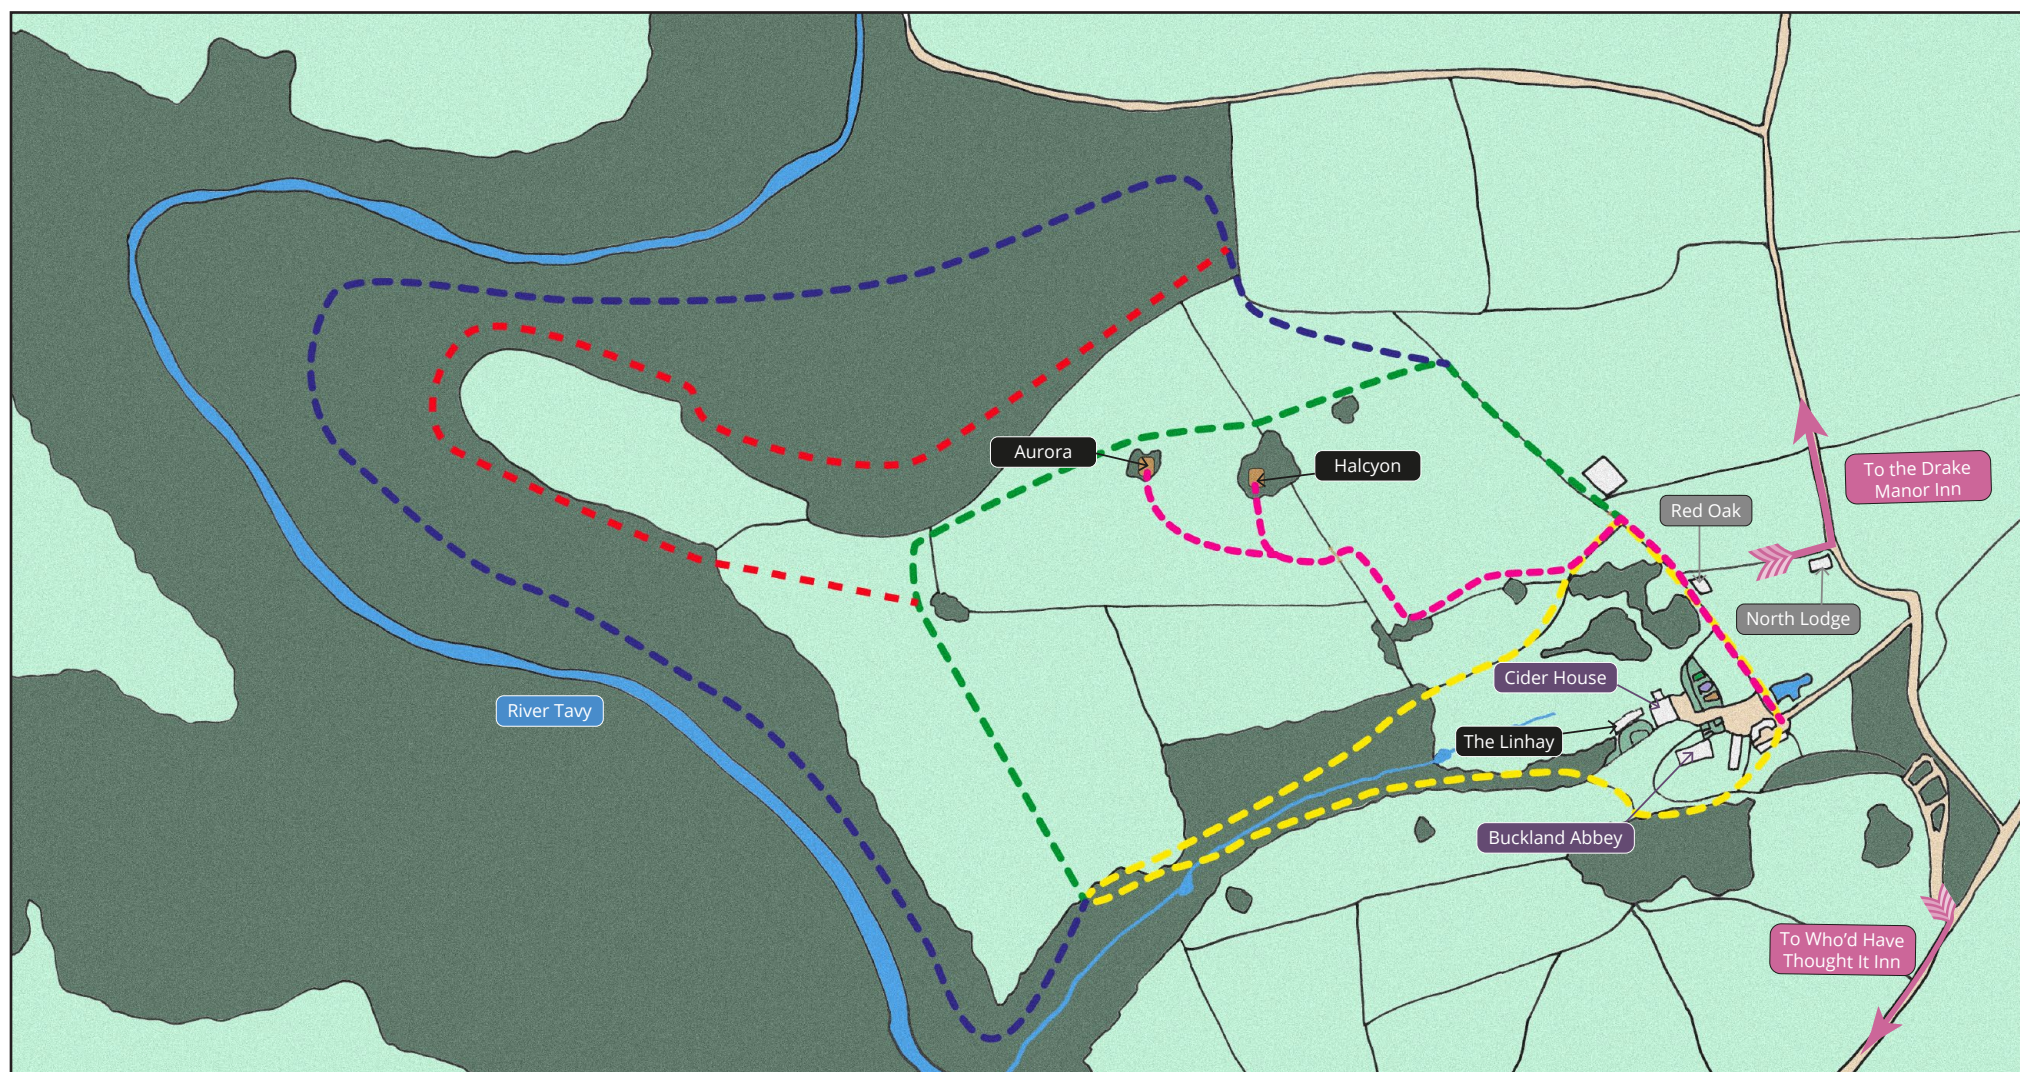 Aurora
Halcyon
To the Drake
Manor Inn
Red Oak
North Lodge
Cider House
River Tavy
The Linhay
Buckland Abbey
To Who’d Have
Thought It Inn